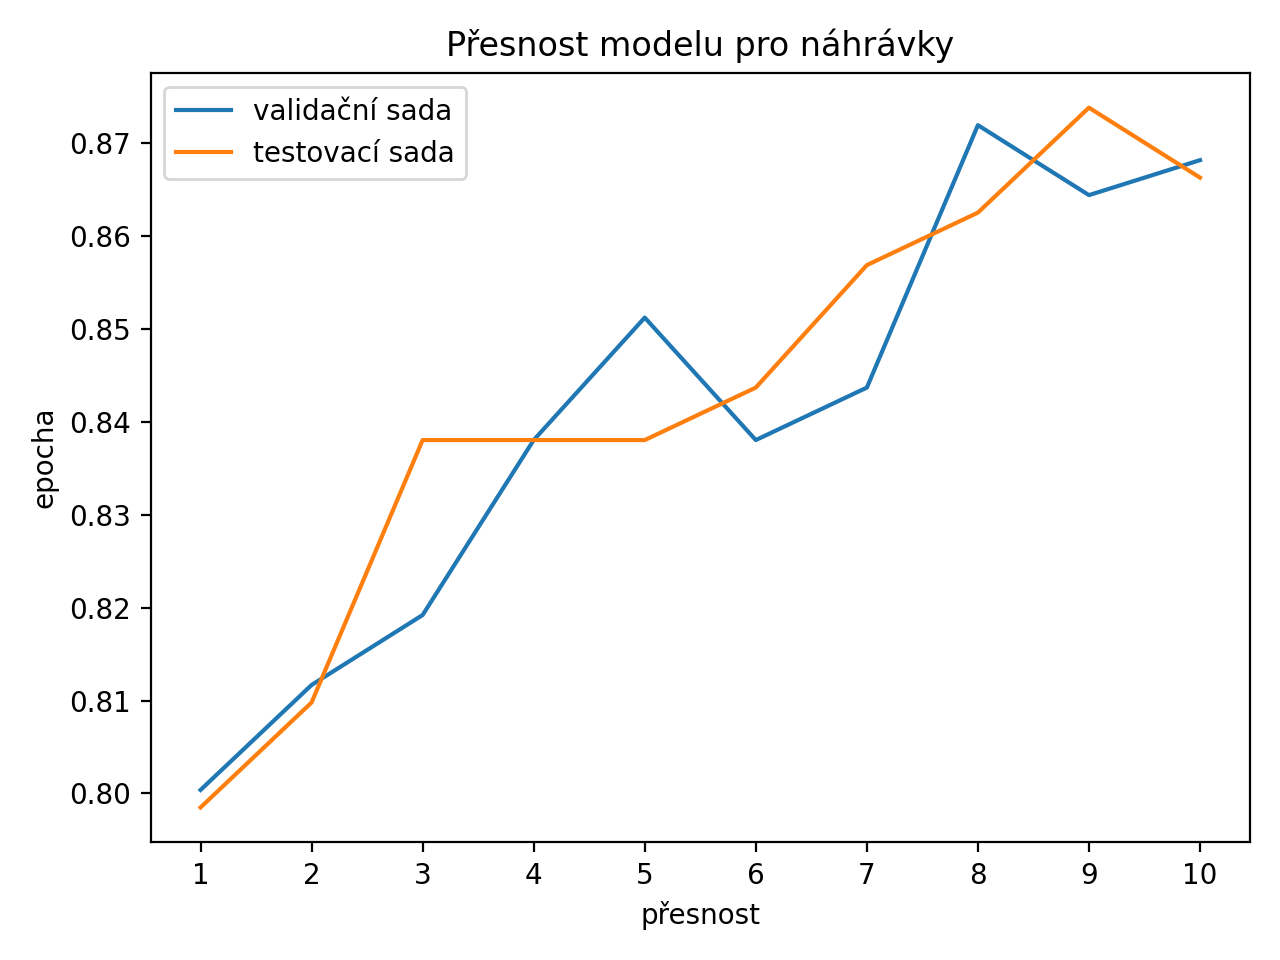 Přesnost modelu pro náhrávky
validační sada
testovací sada
0.87
0.86
0.85
0.84
0.83
0.82
0.81
0.80
epocha
1 2 3 4 5 6 7 8 9 10
přesnost